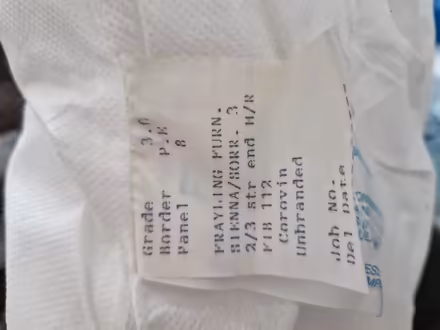 Grade 3.0
Border P.K
Panel 8
FRAYLING FURN.
SIENNA/SORR. 3
2/3 str end H/R
FIB 112
Corovin
Unbranded
Job No.
Del Date